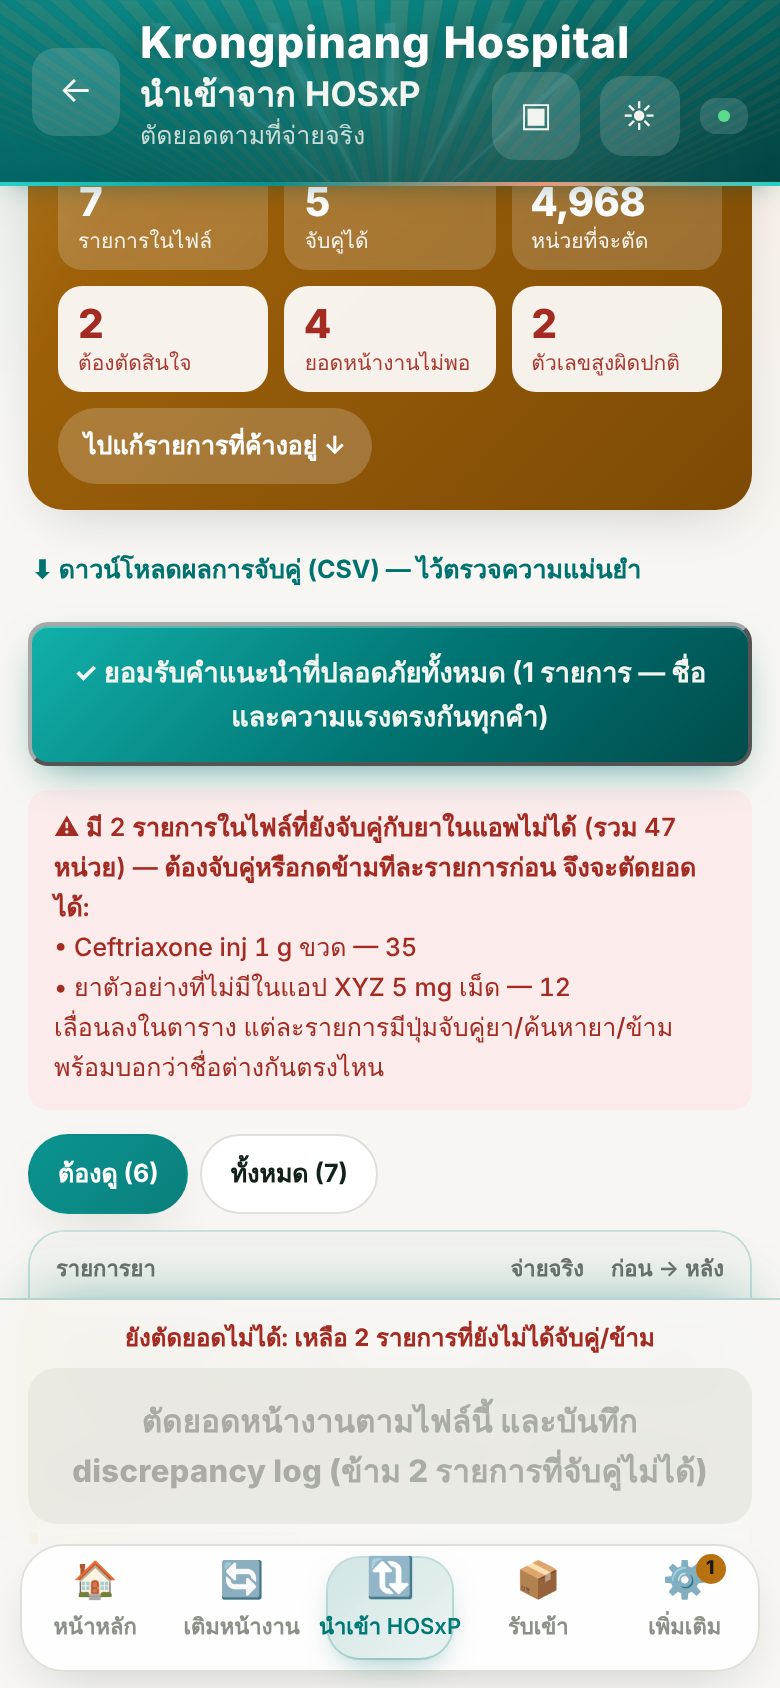 Krongpinang Hospital
←
นำเข้าจาก HOSxP
ตัดยอดตามที่จ่ายจริง
7
รายการในไฟล์
5
จับคู่ได้
4,968
หน่วยที่จะตัด
2
ต้องตัดสินใจ
4
ยอดหน้างานไม่พอ
2
ตัวเลขสูงผิดปกติ
ไปแก้รายการที่ค้างอยู่ ↓
⬇ ดาวน์โหลดผลการจับคู่ (CSV) — ไว้ตรวจความแม่นยำ
✓ ยอมรับคำแนะนำที่ปลอดภัยทั้งหมด (1 รายการ — ชื่อ
และความแรงตรงกันทุกคำ)
⚠ มี 2 รายการในไฟล์ที่ยังจับคู่กับยาในแอพไม่ได้ (รวม 47
หน่วย) — ต้องจับคู่หรือกดข้ามทีละรายการก่อน จึงจะตัดยอด
ได้:
• Ceftriaxone inj 1 g ขวด — 35
• ยาตัวอย่างที่ไม่มีในแอป XYZ 5 mg เม็ด — 12
เลื่อนลงในตาราง แต่ละรายการมีปุ่มจับคู่ยา/ค้นหายา/ข้าม
พร้อมบอกว่าชื่อต่างกันตรงไหน
ต้องดู (6)
ทั้งหมด (7)
รายการยา จ่ายจริง ก่อน → หลัง
ยังตัดยอดไม่ได้: เหลือ 2 รายการที่ยังไม่ได้จับคู่/ข้าม
ตัดยอดหน้างานตามไฟล์นี้ และบันทึก
discrepancy log (ข้าม 2 รายการที่จับคู่ไม่ได้)
1
หน้าหลัก
เติมหน้างาน
นำเข้า HOSxP
รับเข้า
เพิ่มเติม